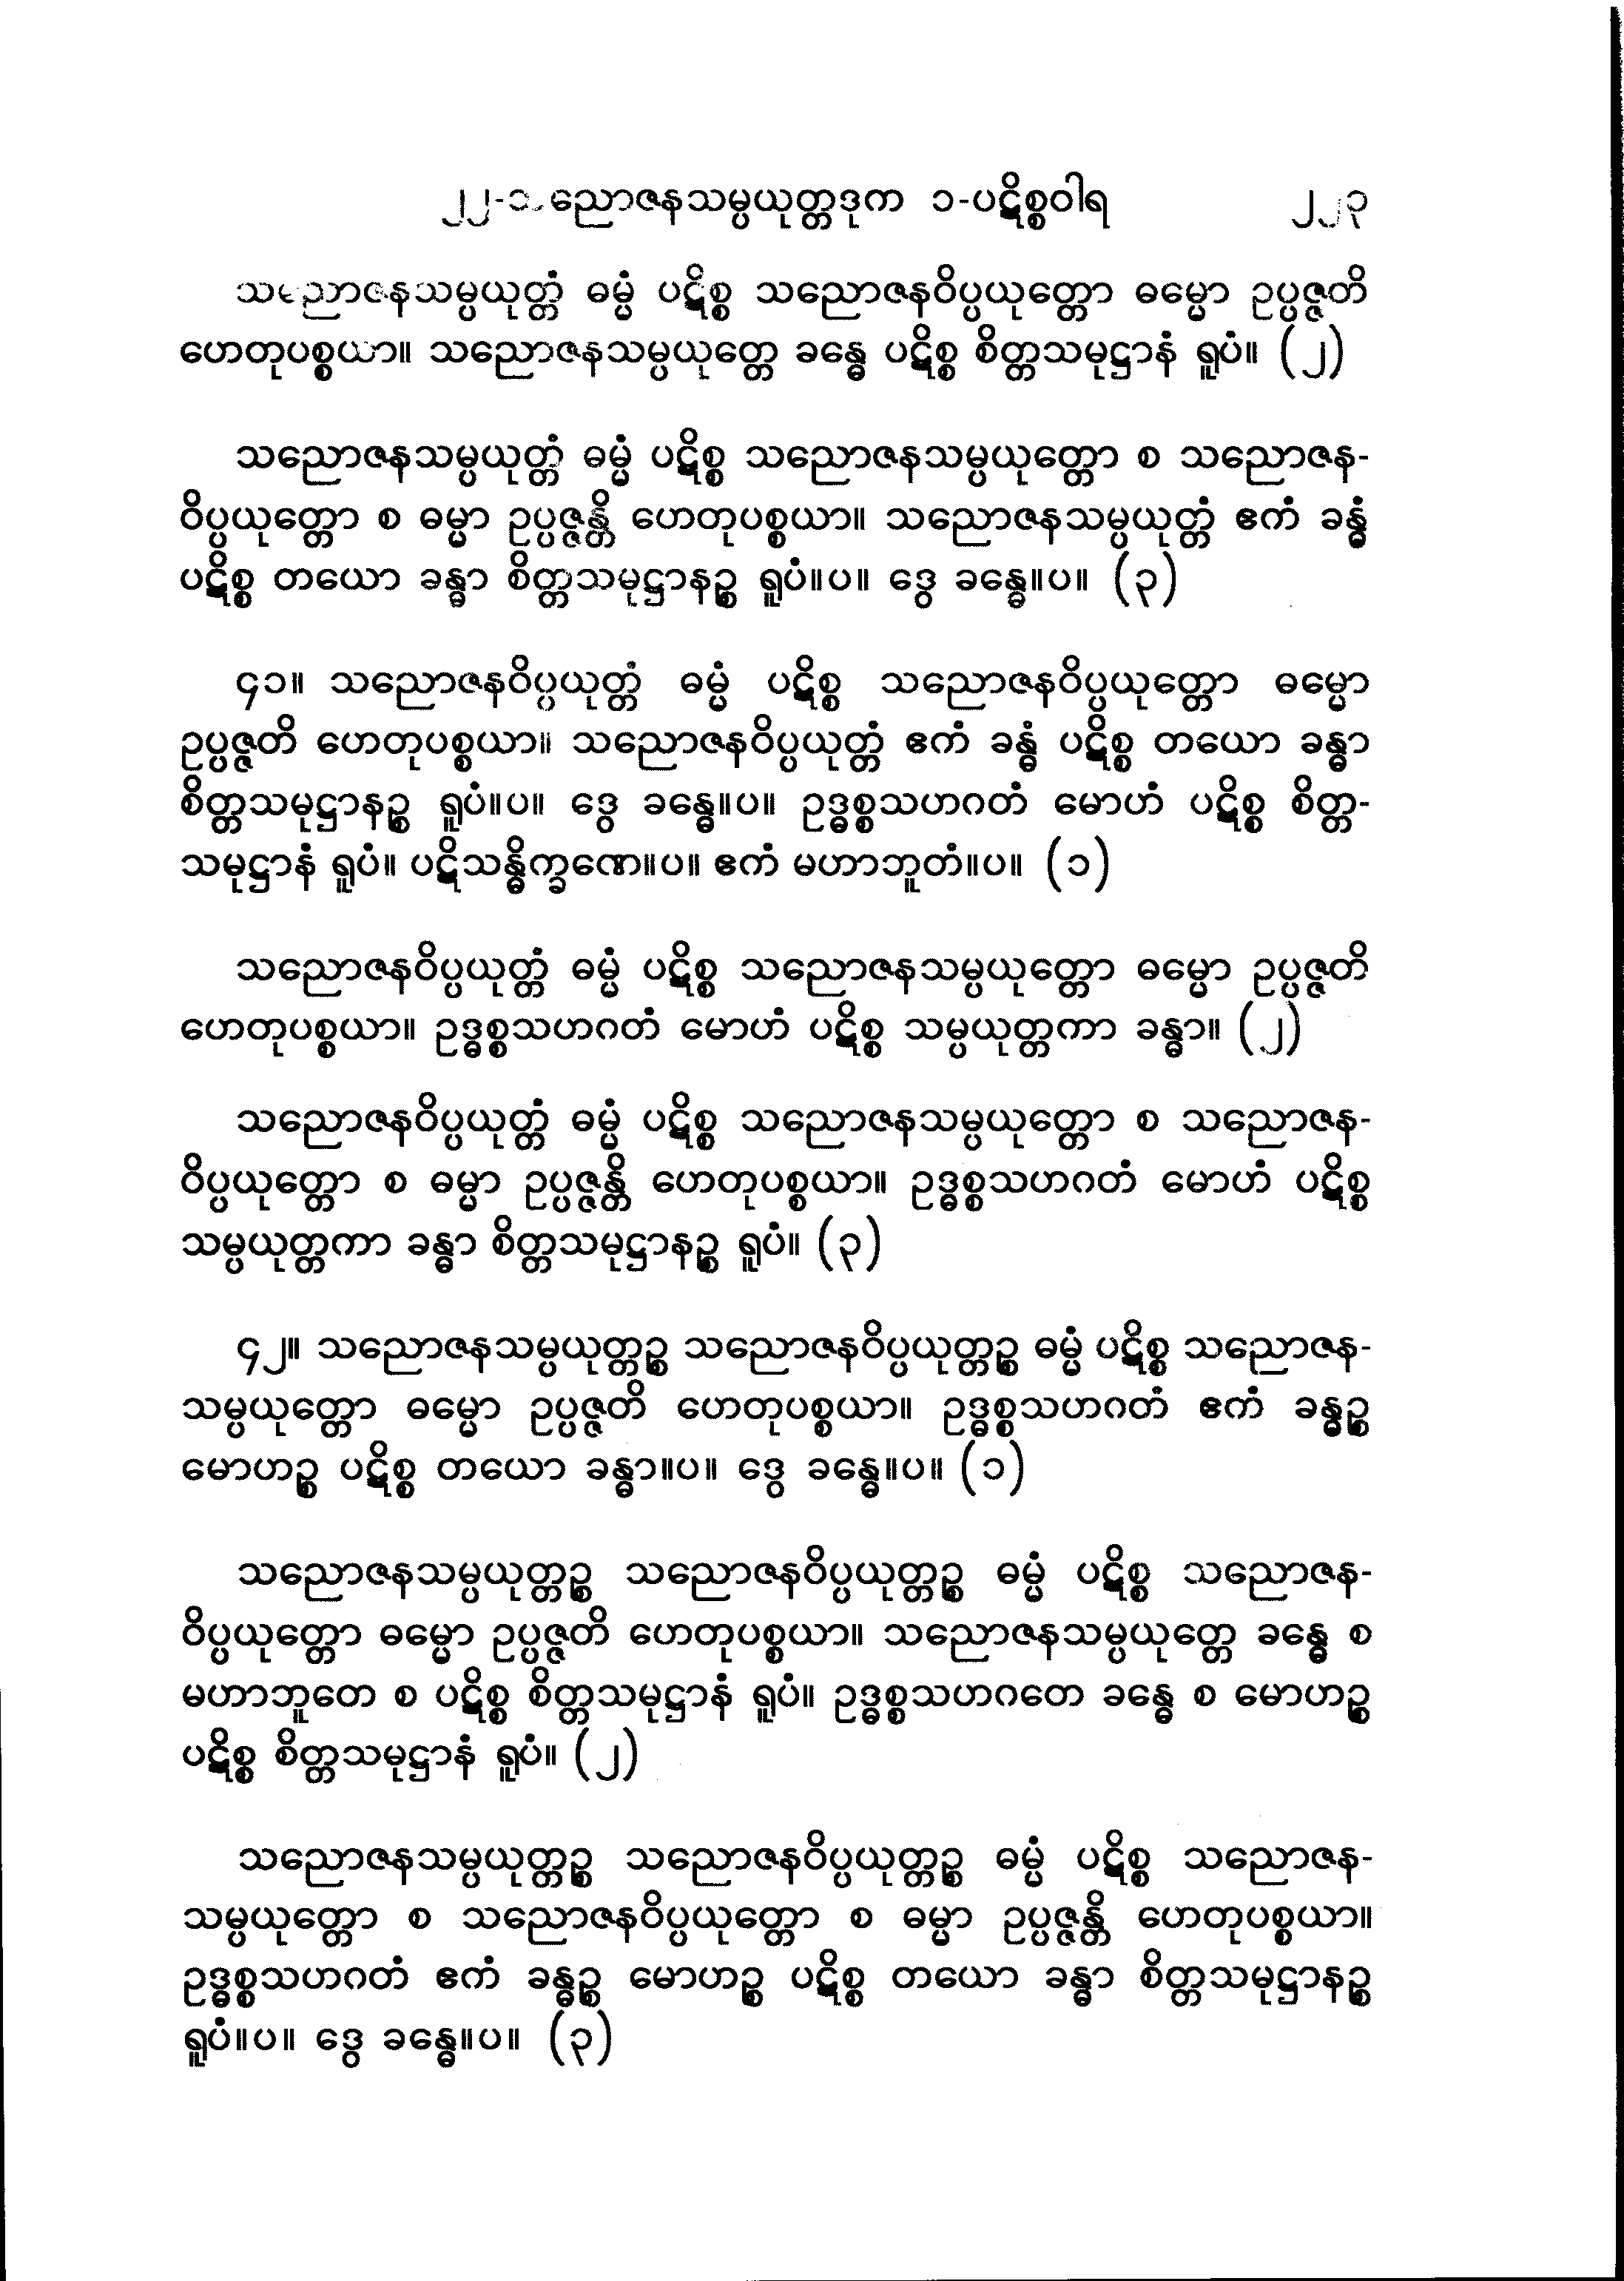 ၂၂-သညောဇနသမ္ပယုတ္တဒုက ၁-ပဋိစ္စဝါရ ၂၂၃
သညောဇနသမ္ပယုတ္တံ ဓမ္မံ ပဋိစ္စ သညောဇနဝိပ္ပယုတ္တော ဓမ္မော ဥပ္ပဇ္ဇတိ
ဟေတုပစ္စယာ။ သညောဇနသမ္ပယုတ္တေ ခန္ဓေ ပဋိစ္စ စိတ္တသမုဋ္ဌာနံ ရူပံ။ (၂)
သညောဇနသမ္ပယုတ္တံ ဓမ္မံ ပဋိစ္စ သညောဇနသမ္ပယုတ္တော စ သညောဇန-
ဝိပ္ပယုတ္တော စ ဓမ္မာ ဥပ္ပဇ္ဇန္တိ ဟေတုပစ္စယာ။ သညောဇနသမ္ပယုတ္တံ ဧကံ ခန္ဓံ
ပဋိစ္စ တယော ခန္ဓာ စိတ္တသမုဋ္ဌာနဉ္စ ရူပံ။ပ။ ဒွေ ခန္ဓေ။ပ။ (၃)
၄၁။ သညောဇနဝိပ္ပယုတ္တံ ဓမ္မံ ပဋိစ္စ သညောဇနဝိပ္ပယုတ္တော ဓမ္မော
ဥပ္ပဇ္ဇတိ ဟေတုပစ္စယာ။ သညောဇနဝိပ္ပယုတ္တံ ဧကံ ခန္ဓံ ပဋိစ္စ တယော ခန္ဓာ
စိတ္တသမုဋ္ဌာနဉ္စ ရူပံ။ပ။ ဒွေ ခန္ဓေ။ပ။ ဥဒ္ဓစ္စသဟဂတံ မောဟံ ပဋိစ္စ စိတ္တ-
သမုဋ္ဌာနံ ရူပံ။ ပဋိသန္ဓိက္ခဏေ။ပ။ ဧကံ မဟာဘူတံ။ပ။ (၁)
သညောဇနဝိပ္ပယုတ္တံ ဓမ္မံ ပဋိစ္စ သညောဇနသမ္ပယုတ္တော ဓမ္မော ဥပ္ပဇ္ဇတိ
ဟေတုပစ္စယာ။ ဥဒ္ဓစ္စသဟဂတံ မောဟံ ပဋိစ္စ သမ္ပယုတ္တကာ ခန္ဓာ။ (၂)
သညောဇနဝိပ္ပယုတ္တံ ဓမ္မံ ပဋိစ္စ သညောဇနသမ္ပယုတ္တော စ သညောဇန-
ဝိပ္ပယုတ္တော စ ဓမ္မာ ဥပ္ပဇ္ဇန္တိ ဟေတုပစ္စယာ။ ဥဒ္ဓစ္စသဟဂတံ မောဟံ ပဋိစ္စ
သမ္ပယုတ္တကာ ခန္ဓာ စိတ္တသမုဋ္ဌာနဉ္စ ရူပံ။ (၃)
၄၂။ သညောဇနသမ္ပယုတ္တဉ္စ သညောဇနဝိပ္ပယုတ္တဉ္စ ဓမ္မံ ပဋိစ္စ သညောဇန-
သမ္ပယုတ္တော ဓမ္မော ဥပ္ပဇ္ဇတိ ဟေတုပစ္စယာ။ ဥဒ္ဓစ္စသဟဂတံ ဧကံ ခန္ဓဉ္စ
မောဟဉ္စ ပဋိစ္စ တယော ခန္ဓာ။ပ။ ဒွေ ခန္ဓေ။ပ။ (၁)
သညောဇနသမ္ပယုတ္တဉ္စ သညောဇနဝိပ္ပယုတ္တဉ္စ ဓမ္မံ ပဋိစ္စ သညောဇန-
ဝိပ္ပယုတ္တော ဓမ္မော ဥပ္ပဇ္ဇတိ ဟေတုပစ္စယာ။ သညောဇနသမ္ပယုတ္တေ ခန္ဓေ စ
မဟာဘူတေ စ ပဋိစ္စ စိတ္တသမုဋ္ဌာနံ ရူပံ။ ဥဒ္ဓစ္စသဟဂတေ ခန္ဓေ စ မောဟဉ္စ
ပဋိစ္စ စိတ္တသမုဋ္ဌာနံ ရူပံ။ (၂)
သညောဇနသမ္ပယုတ္တဉ္စ သညောဇနဝိပ္ပယုတ္တဉ္စ ဓမ္မံ ပဋိစ္စ သညောဇန-
သမ္ပယုတ္တော စ သညောဇနဝိပ္ပယုတ္တော စ ဓမ္မာ ဥပ္ပဇ္ဇန္တိ ဟေတုပစ္စယာ။
ဥဒ္ဓစ္စသဟဂတံ ဧကံ ခန္ဓဉ္စ မောဟဉ္စ ပဋိစ္စ တယော ခန္ဓာ စိတ္တသမုဋ္ဌာနဉ္စ
ရူပံ။ပ။ ဒွေ ခန္ဓေ။ပ။ (၃)